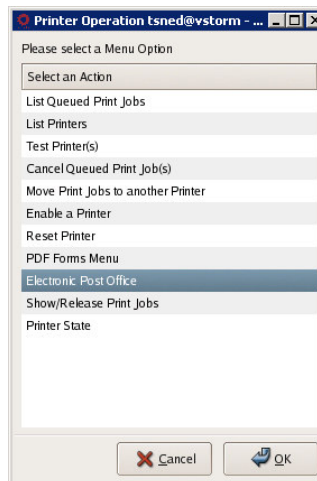 Printer Operation tsned@vstorm - ...
Please select a Menu Option
Select an Action
List Queued Print Jobs
List Printers
Test Printer(s)
Cancel Queued Print Job(s)
Move Print Jobs to another Printer
Enable a Printer
Reset Printer
PDF Forms Menu
Electronic Post Office
Show/Release Print Jobs
Printer State
Cancel OK